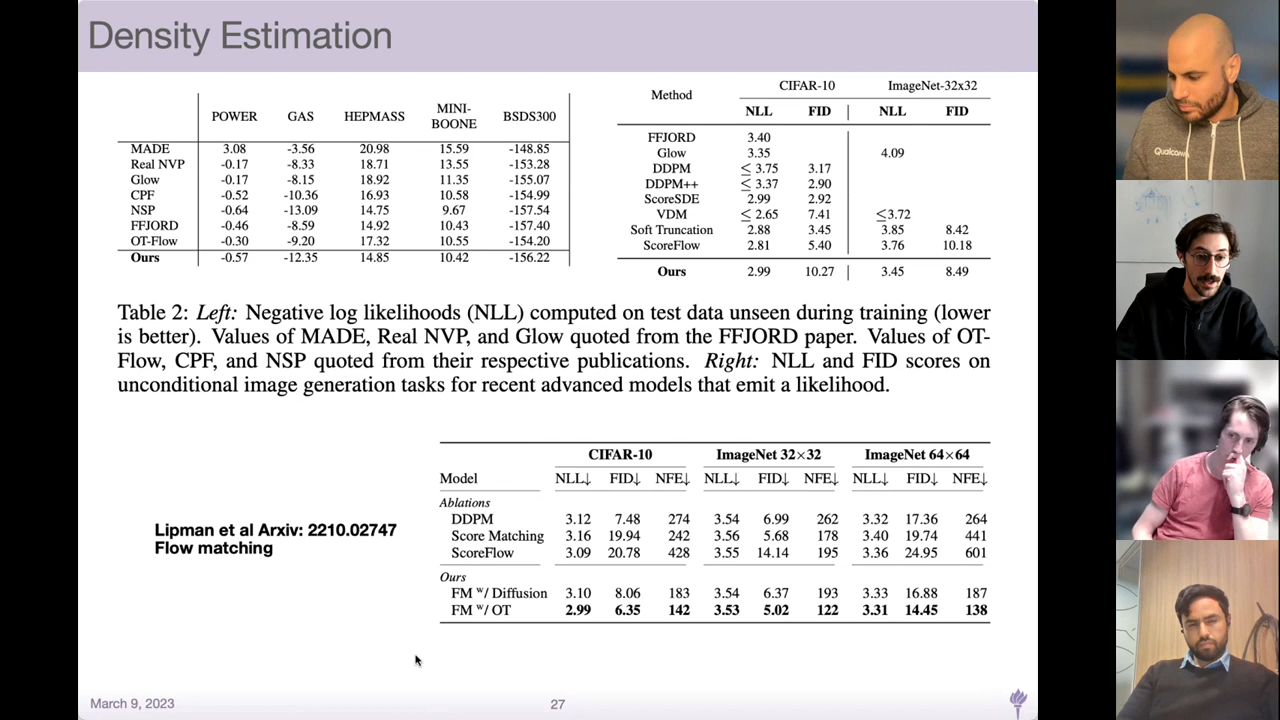 Density Estimation
POWER GAS HEPMASS MINI-BOONE BSDS300
MADE 3.08 -3.56 20.98 15.59 -148.85
Real NVP -0.17 -8.33 18.71 13.55 -153.28
Glow -0.17 -8.15 18.92 11.35 -155.07
CPF -0.52 -10.36 16.93 10.58 -154.99
NSP -0.64 -13.09 14.75 9.67 -157.54
FFJORD -0.46 -8.59 14.92 10.43 -157.40
OT-Flow -0.30 -9.20 17.32 10.55 -154.20
Ours -0.57 -12.35 14.85 10.42 -156.22
CIFAR-10 ImageNet-32x32
Method NLL FID NLL FID
FFJORD 3.40
Glow 3.35 4.09
DDPM ≤ 3.75 3.17
DDPM++ ≤ 3.37 2.90
ScoreSDE 2.99 2.92
VDM ≤ 2.65 7.41 ≤3.72
Soft Truncation 2.88 3.45 3.85 8.42
ScoreFlow 2.81 5.40 3.76 10.18
Ours 2.99 10.27 3.45 8.49
Table 2: Left: Negative log likelihoods (NLL) computed on test data unseen during training (lower
is better). Values of MADE, Real NVP, and Glow quoted from the FFJORD paper. Values of OT-
Flow, CPF, and NSP quoted from their respective publications. Right: NLL and FID scores on
unconditional image generation tasks for recent advanced models that emit a likelihood.
Lipman et al Arxiv: 2210.02747
Flow matching
CIFAR-10 ImageNet 32×32 ImageNet 64×64
Model NLL↓ FID↓ NFE↓ NLL↓ FID↓ NFE↓ NLL↓ FID↓ NFE↓
Ablations
DDPM 3.12 7.48 274 3.54 6.99 262 3.32 17.36 264
Score Matching 3.16 19.94 242 3.56 5.68 178 3.40 19.74 441
ScoreFlow 3.09 20.78 428 3.55 14.14 195 3.36 24.95 601
Ours
FM w/ Diffusion 3.10 8.06 183 3.54 6.37 193 3.33 16.88 187
FM w/ OT 2.99 6.35 142 3.53 5.02 122 3.31 14.45 138
March 9, 2023
27
Qualcomm